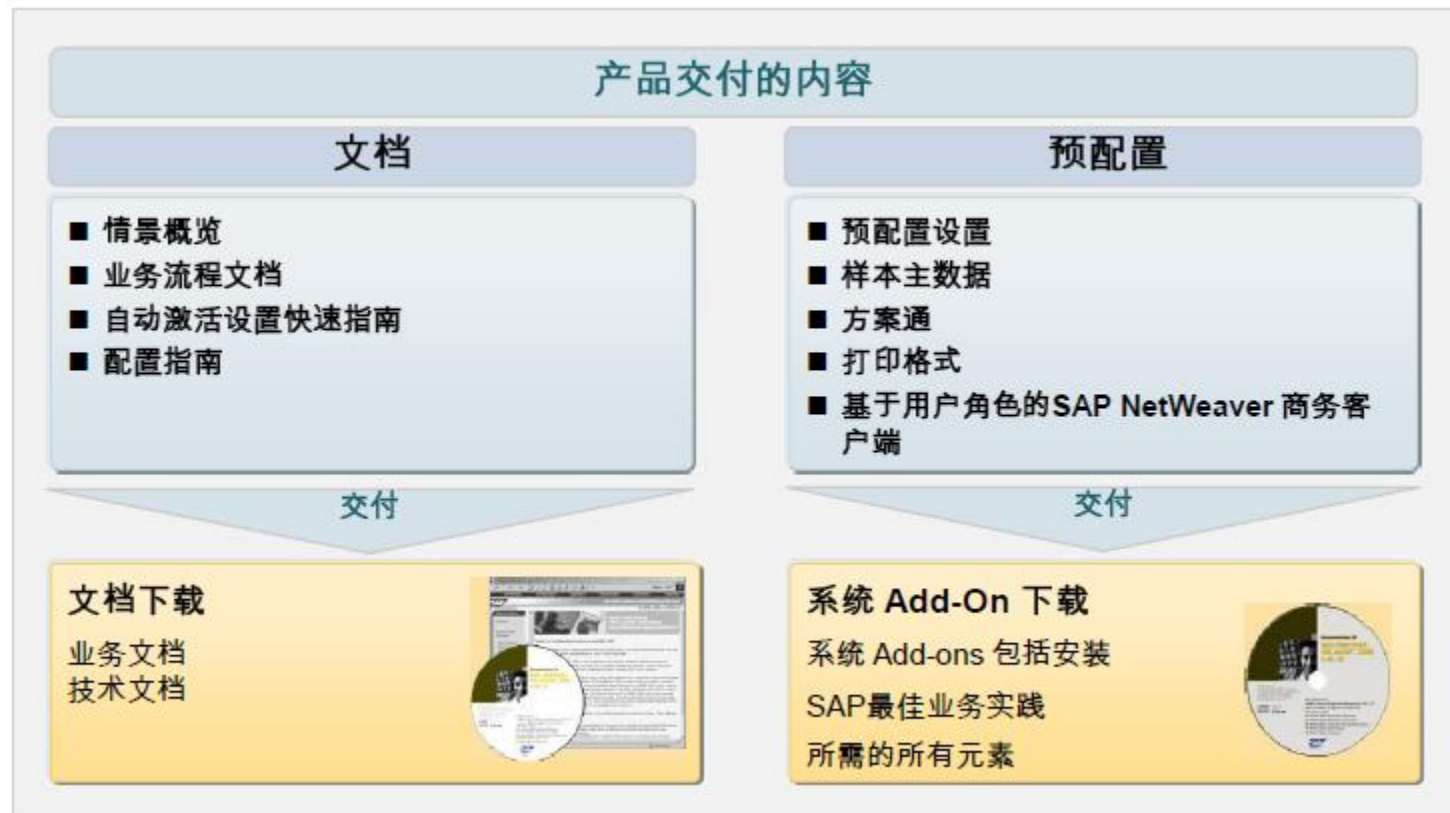 产品交付的内容
文档
■ 情景概览
■ 业务流程文档
■ 自动激活设置快速指南
■ 配置指南
交付
文档下载
业务文档
技术文档
预配置
■ 预配置设置
■ 样本主数据
■ 方案通
■ 打印格式
■ 基于用户角色的SAP NetWeaver 商务客
户端
交付
系统 Add-On 下载
系统 Add-ons 包括安装
SAP最佳业务实践
所需的所有元素